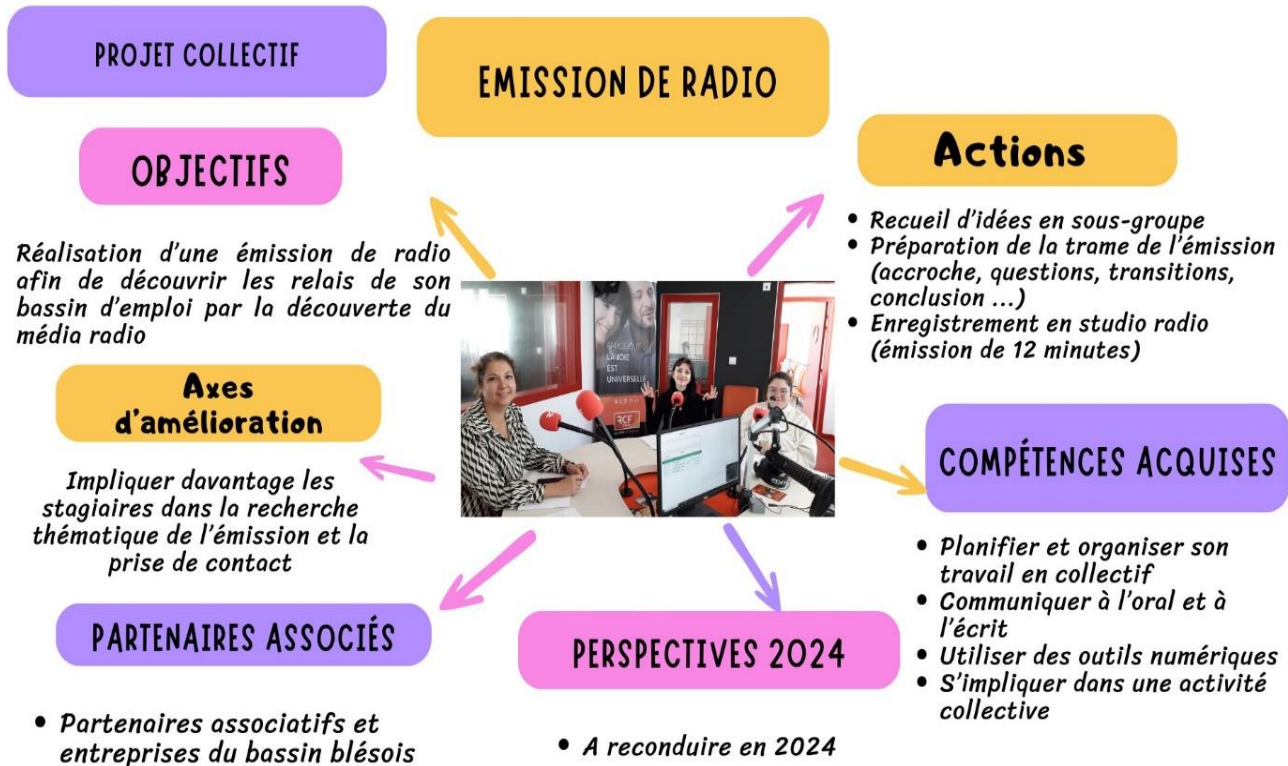 PROJET COLLECTIF
EMISSION DE RADIO
OBJECTIFS
Réalisation d'une émission de radio
afin de découvrir les relais de son
bassin d'emploi par la découverte du
média radio
Actions
• Recueil d'idées en sous-groupe
• Préparation de la trame de l'émission
(accroche, questions, transitions,
conclusion ...)
• Enregistrement en studio radio
(émission de 12 minutes)
Axes
d'amélioration
Impliquer davantage les
stagiaires dans la recherche
thématique de l'émission et la
prise de contact
LA JOIE
EST
UNIVERSELLE
RCF
COMPÉTENCES ACQUISES
• Planifier et organiser son
travail en collectif
• Communiquer à l'oral et à
l'écrit
• Utiliser des outils numériques
• S'impliquer dans une activité
collective
PARTENAIRES ASSOCIÉS
• Partenaires associatifs et
entreprises du bassin blésois
PERSPECTIVES 2024
• A reconduire en 2024